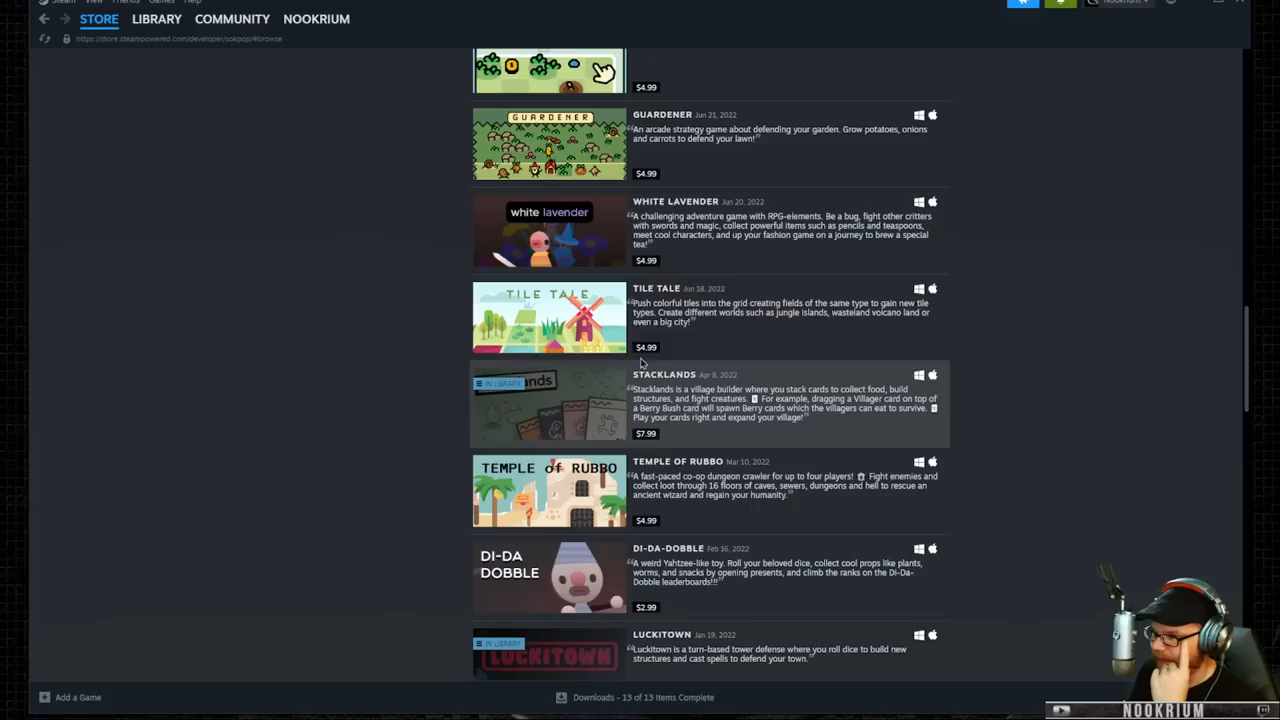 Steam View Friends Games Help
Nookrium
STORE LIBRARY COMMUNITY NOOKRIUM
https://store.steampowered.com/developer/sokpop/#browse
$4.99
GUARDENER
GUARDENER Jun 21, 2022
"An arcade strategy game about defending your garden. Grow potatoes, onions
and carrots to defend your lawn!"
$4.99
white lavender
WHITE LAVENDER Jun 20, 2022
"A challenging adventure game with RPG-elements. Be a bug, fight other critters
with swords and magic, collect powerful items such as pencils and teaspoons,
meet cool characters, and up your fashion game on a journey to brew a special
tea!"
$4.99
TILE TALE
TILE TALE Jun 18, 2022
"Push colorful tiles into the grid creating fields of the same type to gain new tile
types. Create different worlds such as jungle islands, wasteland volcano land or
even a big city!"
$4.99
IN LIBRARY
STACKLANDS Apr 8, 2022
"Stacklands is a village builder where you stack cards to collect food, build
structures, and fight creatures. For example, dragging a Villager card on top of
a Berry Bush card will spawn Berry cards which the villagers can eat to survive.
Play your cards right and expand your village!"
$7.99
TEMPLE of RUBBO
TEMPLE OF RUBBO Mar 10, 2022
"A fast-paced co-op dungeon crawler for up to four players! Fight enemies and
collect loot through 16 floors of caves, sewers, dungeons and hell to rescue an
ancient wizard and regain your humanity."
$4.99
DI-DA
DOBBLE
DI-DA-DOBBLE Feb 16, 2022
"A weird Yahtzee-like toy. Roll your beloved dice, collect cool props like plants,
worms, and snacks by opening presents, and climb the ranks on the Di-Da-
Dobble leaderboards!!!"
$2.99
IN LIBRARY
LUCKITOWN
LUCKITOWN Jan 19, 2022
"Luckitown is a turn-based tower defense where you roll dice to build new
structures and cast spells to defend your town."
Add a Game
Downloads - 13 of 13 Items Complete
NOOKRIUM